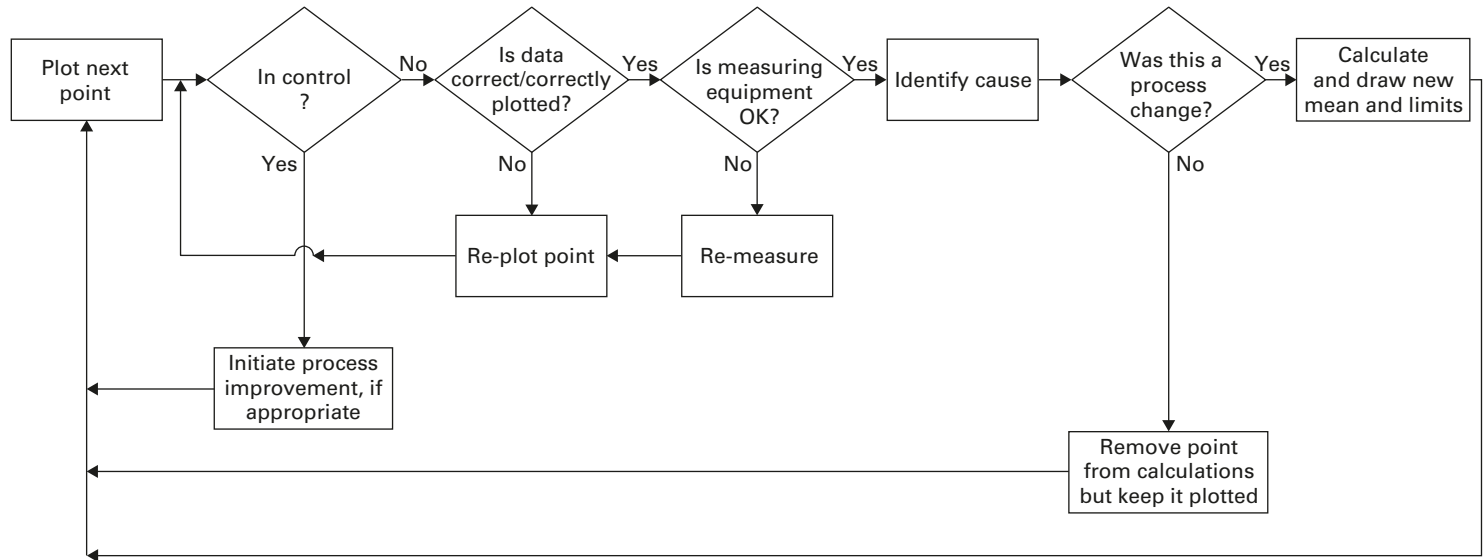 Plot next
point
In control
?
No
Yes
Is data
correct/correctly
plotted?
Yes
No
Is measuring
equipment
OK?
Yes
No
Identify cause
Was this a
process
change?
Yes
No
Calculate
and draw new
mean and limits
Re-plot point
Re-measure
Initiate process
improvement, if
appropriate
Remove point
from calculations
but keep it plotted